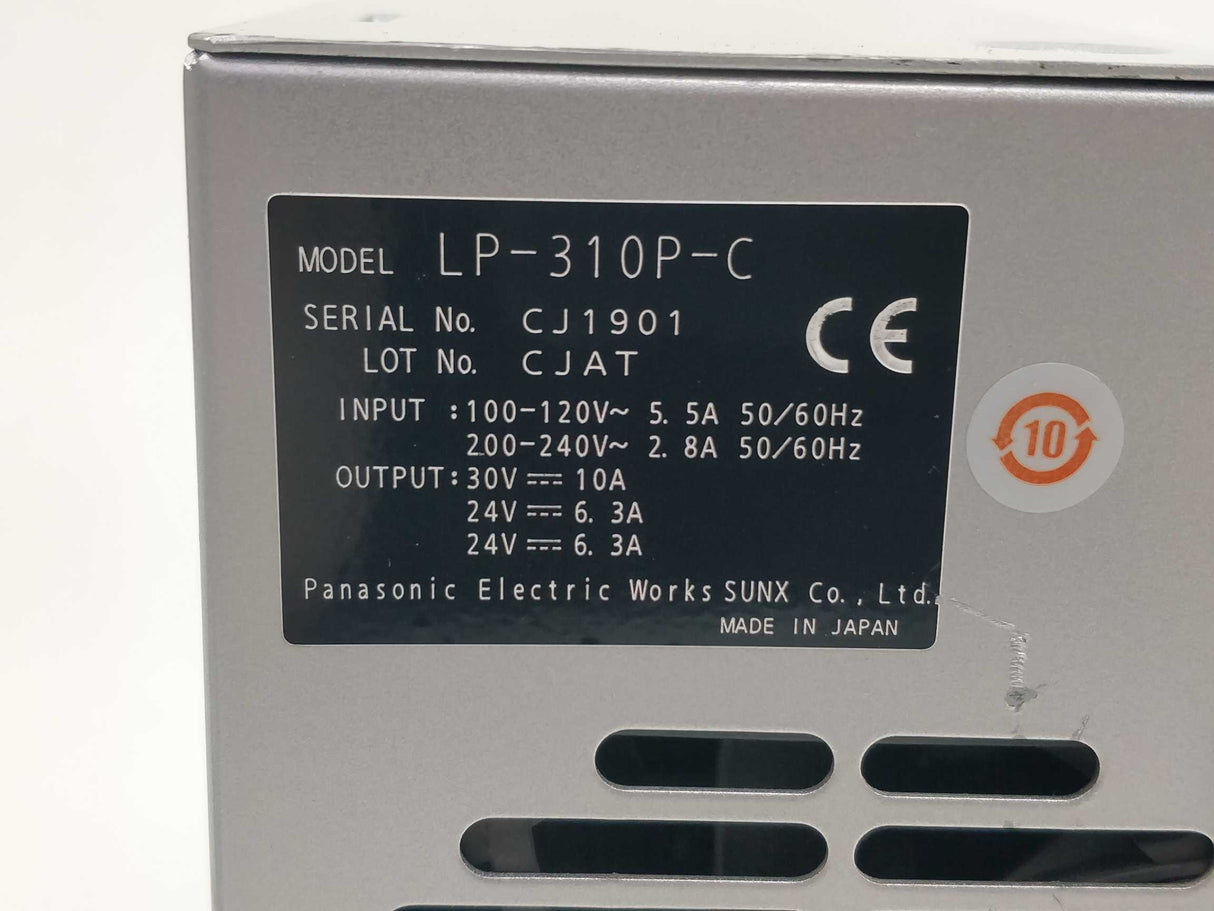 MODEL LP-310P-C
SERIAL No. CJ1901
LOT No. CJAT
CE
INPUT :100-120V~ 5.5A 50/60Hz
200-240V~ 2.8A 50/60Hz
OUTPUT:30V⎓10A
24V⎓6.3A
24V⎓6.3A
Panasonic Electric Works SUNX Co., Ltd.
MADE IN JAPAN
10